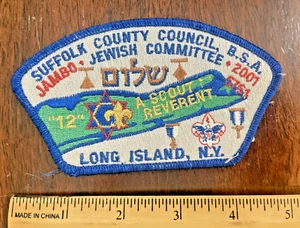 SUFFOLK COUNTY COUNCIL, B.S.A.
JAMBO, JEWISH COMMITTEE • 2001
שלום
"12"
A SCOUT IS
REVERENT
LONG ISLAND, N.Y.
MADE IN CHINA
1 2 3 4 5